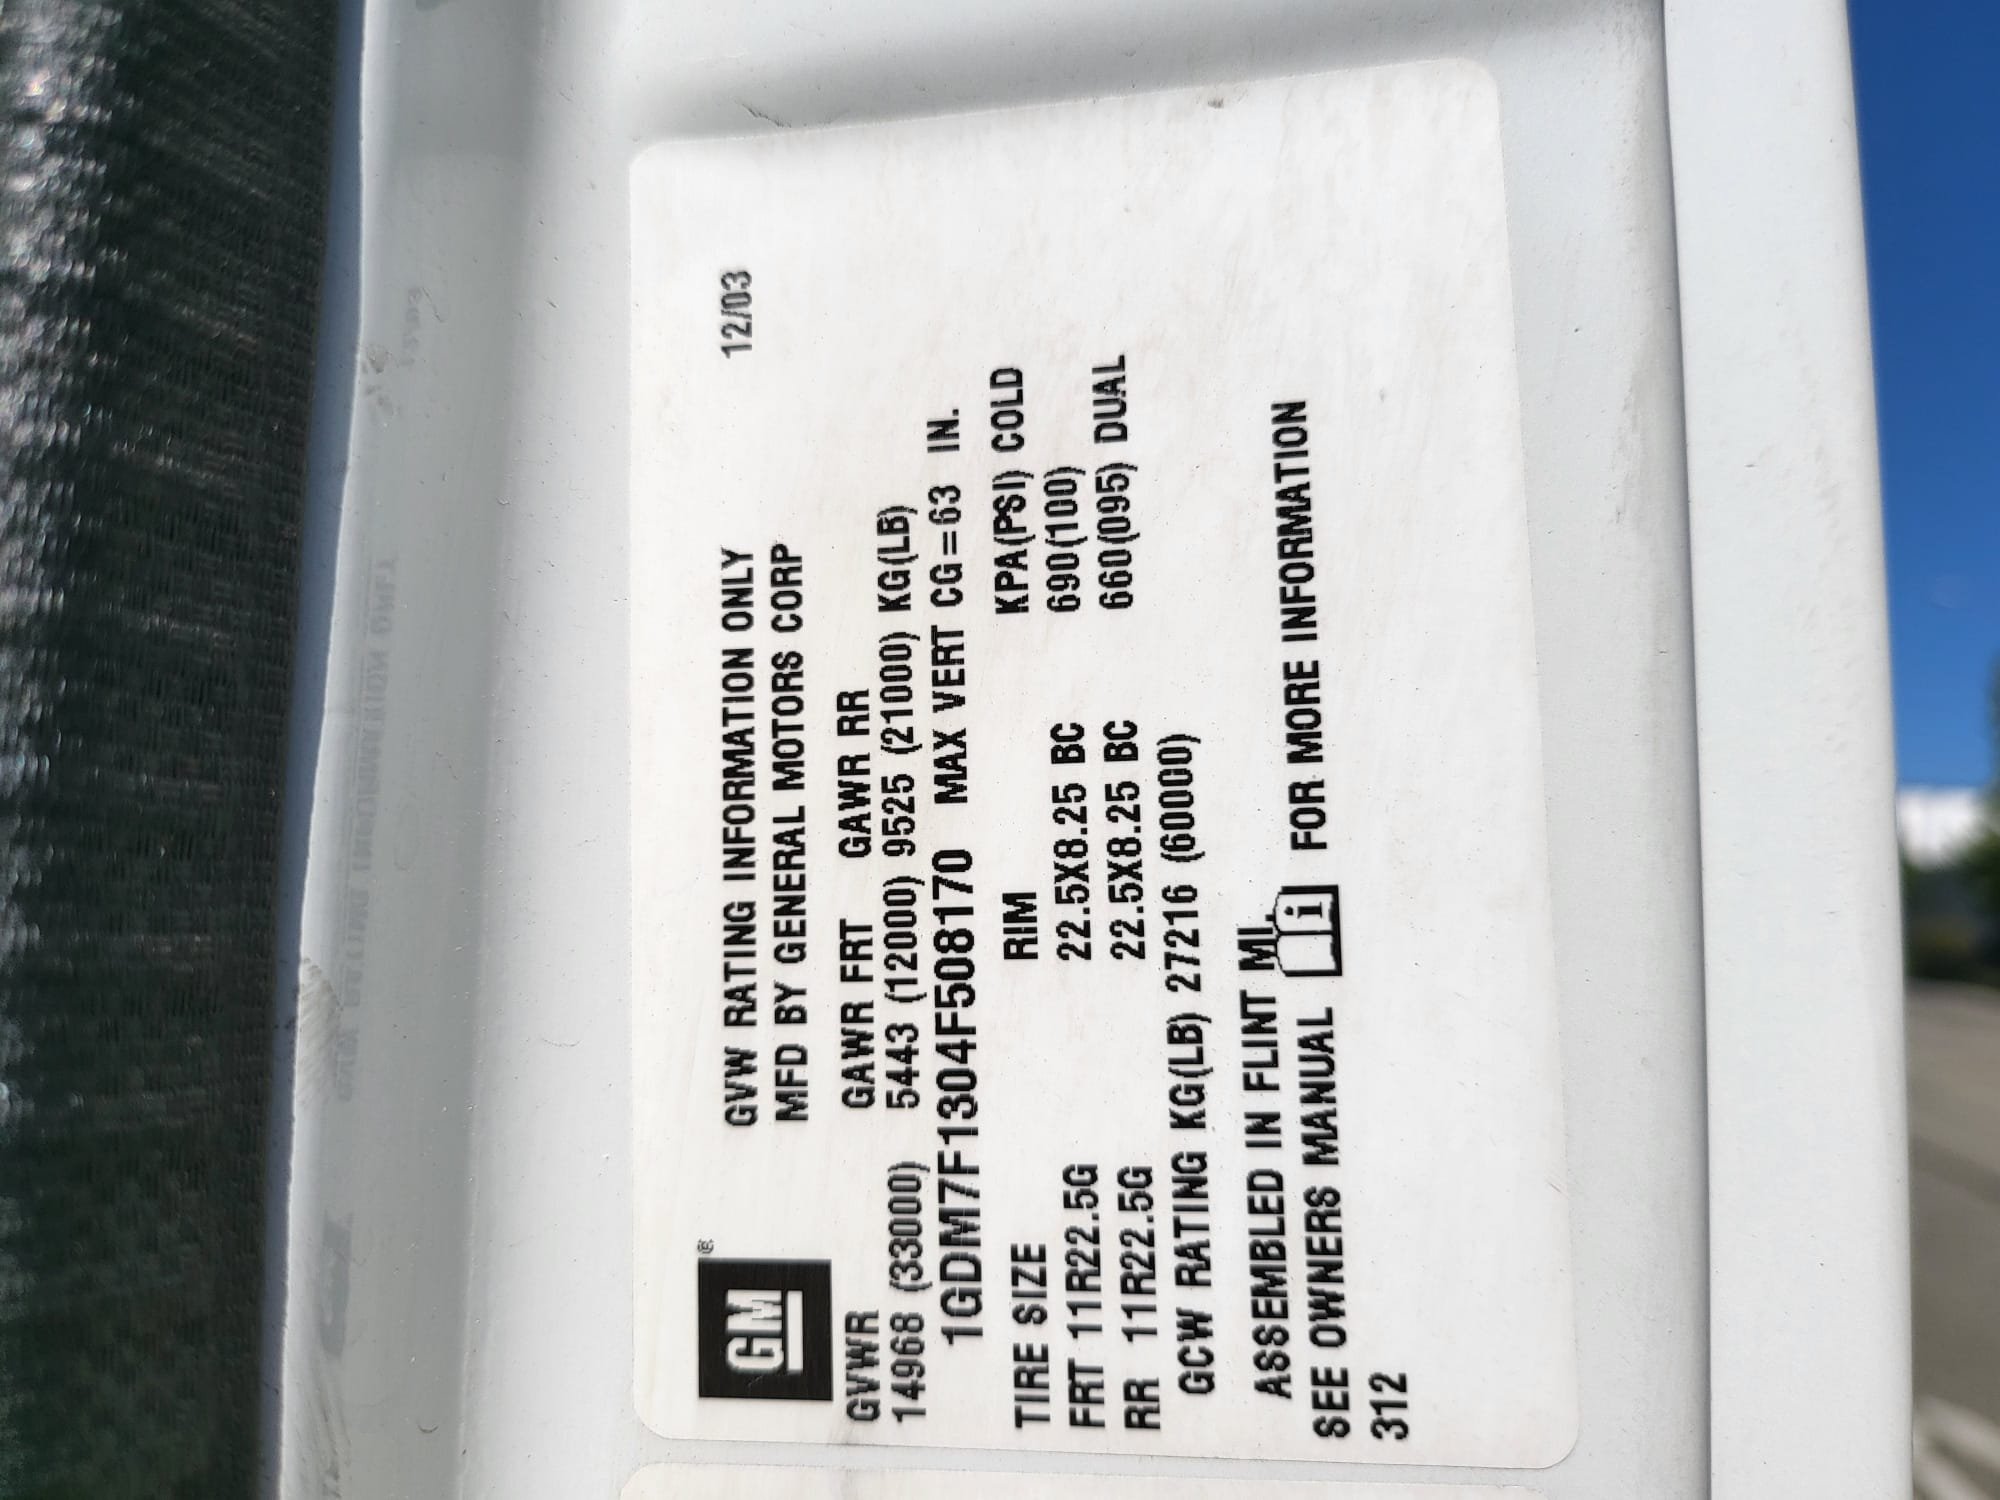 GM ®
GVW RATING INFORMATION ONLY 12/03
MFD BY GENERAL MOTORS CORP
GVWR GAWR FRT GAWR RR
14968 (33000) 5443 (12000) 9525 (21000) KG(LB)
1GDM7F1304F508170 MAX VERT CG=63 IN.
TIRE SIZE RIM KPA(PSI) COLD
FRT 11R22.5G 22.5X8.25 BC 690(100)
RR 11R22.5G 22.5X8.25 BC 660(095) DUAL
GCW RATING KG(LB) 27216 (60000)
ASSEMBLED IN FLINT MI.
SEE OWNERS MANUAL i FOR MORE INFORMATION
312